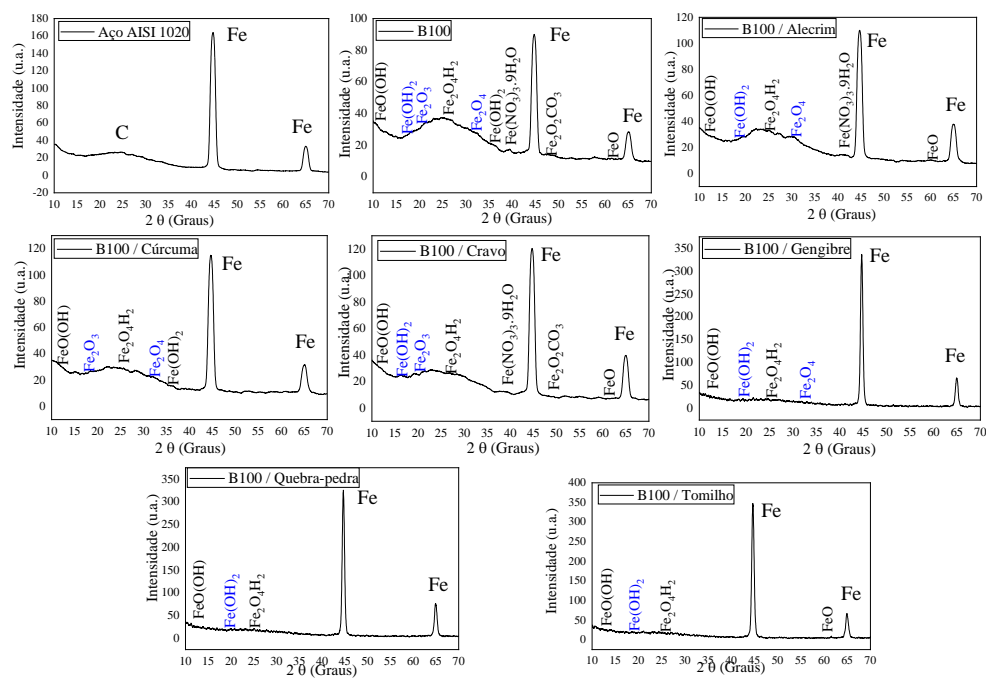 Aço AISI 1020
Intensidade (u.a.)
180
160
140
120
100
80
60
40
20
0
-20
C
Fe
Fe
10 15 20 25 30 35 40 45 50 55 60 65 70
2 θ (Graus)
B100
Intensidade (u.a.)
100
80
60
40
20
0
FeO(OH)
Fe(OH)₂
Fe₂O₃
Fe₂O₄H₂
Fe₂O₄
Fe(OH)₂
Fe(NO₃)₃.9H₂O
Fe
Fe₂O₂CO₃
FeO
Fe
10 15 20 25 30 35 40 45 50 55 60 65 70
2 θ (Graus)
B100 / Alecrim
Intensidade (u.a.)
120
100
80
60
40
20
0
FeO(OH)
Fe(OH)₂
Fe₂O₄H₂
Fe₂O₄
Fe(NO₃)₃.9H₂O
Fe
FeO
Fe
10 15 20 25 30 35 40 45 50 55 60 65 70
2 θ (Graus)
B100 / Cúrcuma
Intensidade (u.a.)
120
100
80
60
40
20
0
FeO(OH)
Fe₂O₃
Fe₂O₄H₂
Fe₂O₄
Fe(OH)₂
Fe
Fe
10 15 20 25 30 35 40 45 50 55 60 65 70
2 θ (Graus)
B100 / Cravo
Intensidade (u.a.)
120
100
80
60
40
20
0
FeO(OH)
Fe(OH)₂
Fe₂O₃
Fe₂O₄H₂
Fe(NO₃)₃.9H₂O
Fe
Fe₂O₂CO₃
FeO
Fe
10 15 20 25 30 35 40 45 50 55 60 65 70
2 θ (Graus)
B100 / Gengibre
Intensidade (u.a.)
350
300
250
200
150
100
50
0
FeO(OH)
Fe(OH)₂
Fe₂O₄H₂
Fe₂O₄
Fe
Fe
10 15 20 25 30 35 40 45 50 55 60 65 70
2 θ (Graus)
B100 / Quebra-pedra
Intensidade (u.a.)
350
300
250
200
150
100
50
0
FeO(OH)
Fe(OH)₂
Fe₂O₄H₂
Fe
Fe
10 15 20 25 30 35 40 45 50 55 60 65 70
2 θ (Graus)
B100 / Tomilho
Intensidade (u.a.)
400
350
300
250
200
150
100
50
0
FeO(OH)
Fe(OH)₂
Fe₂O₄H₂
Fe
FeO
Fe
10 15 20 25 30 35 40 45 50 55 60 65 70
2 θ (Graus)